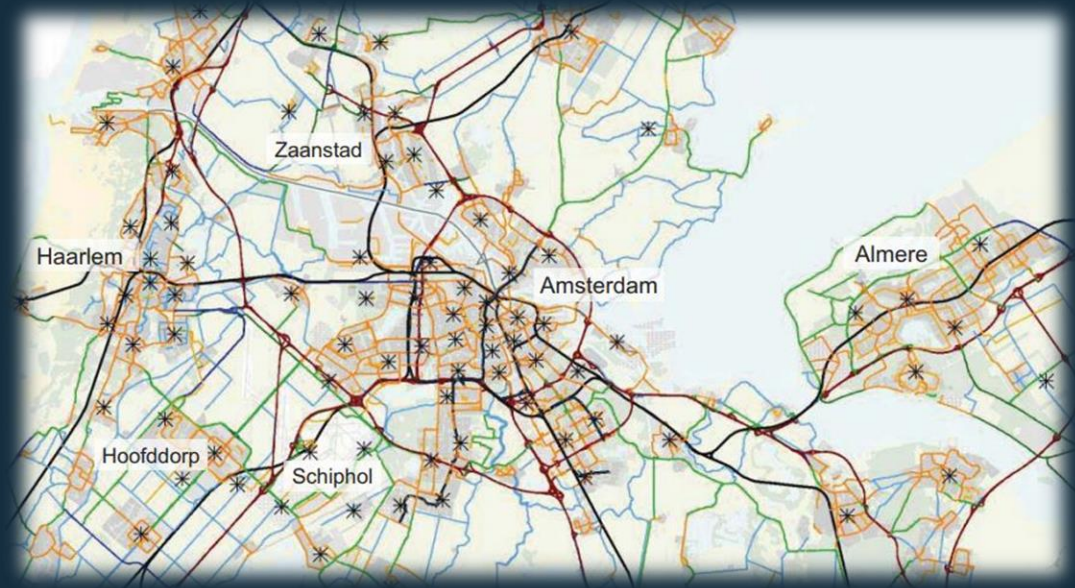 Zaanstad
Haarlem
Almere
Amsterdam
Hoofddorp
Schiphol